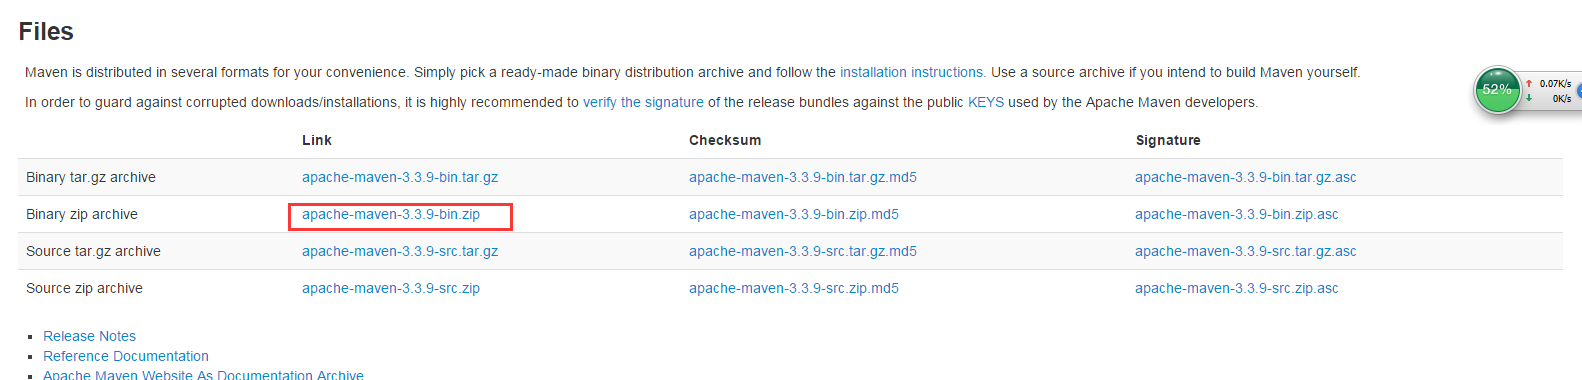 Files
Maven is distributed in several formats for your convenience. Simply pick a ready-made binary distribution archive and follow the installation instructions. Use a source archive if you intend to build Maven yourself.
In order to guard against corrupted downloads/installations, it is highly recommended to verify the signature of the release bundles against the public KEYS used by the Apache Maven developers.
52%
0.07K/s
0K/s
Link Checksum Signature
Binary tar.gz archive apache-maven-3.3.9-bin.tar.gz apache-maven-3.3.9-bin.tar.gz.md5 apache-maven-3.3.9-bin.tar.gz.asc
Binary zip archive apache-maven-3.3.9-bin.zip apache-maven-3.3.9-bin.zip.md5 apache-maven-3.3.9-bin.zip.asc
Source tar.gz archive apache-maven-3.3.9-src.tar.gz apache-maven-3.3.9-src.tar.gz.md5 apache-maven-3.3.9-src.tar.gz.asc
Source zip archive apache-maven-3.3.9-src.zip apache-maven-3.3.9-src.zip.md5 apache-maven-3.3.9-src.zip.asc
Release Notes
Reference Documentation
Apache Maven Website As Documentation Archive